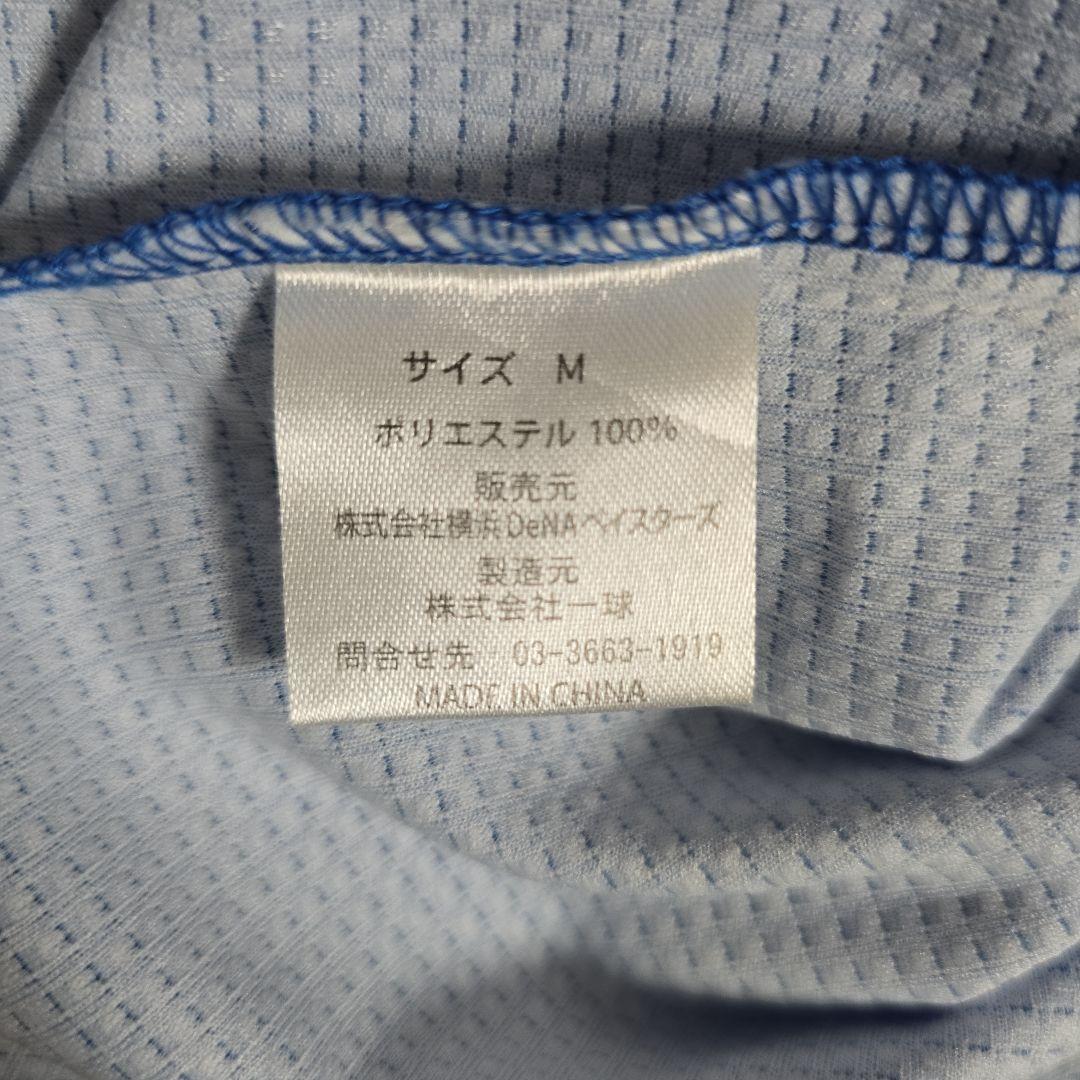 サイズ　M
ポリエステル 100%
販売元
株式会社横浜DeNAベイスターズ
製造元
株式会社一球
問合せ先　03-3663-1919
MADE IN CHINA